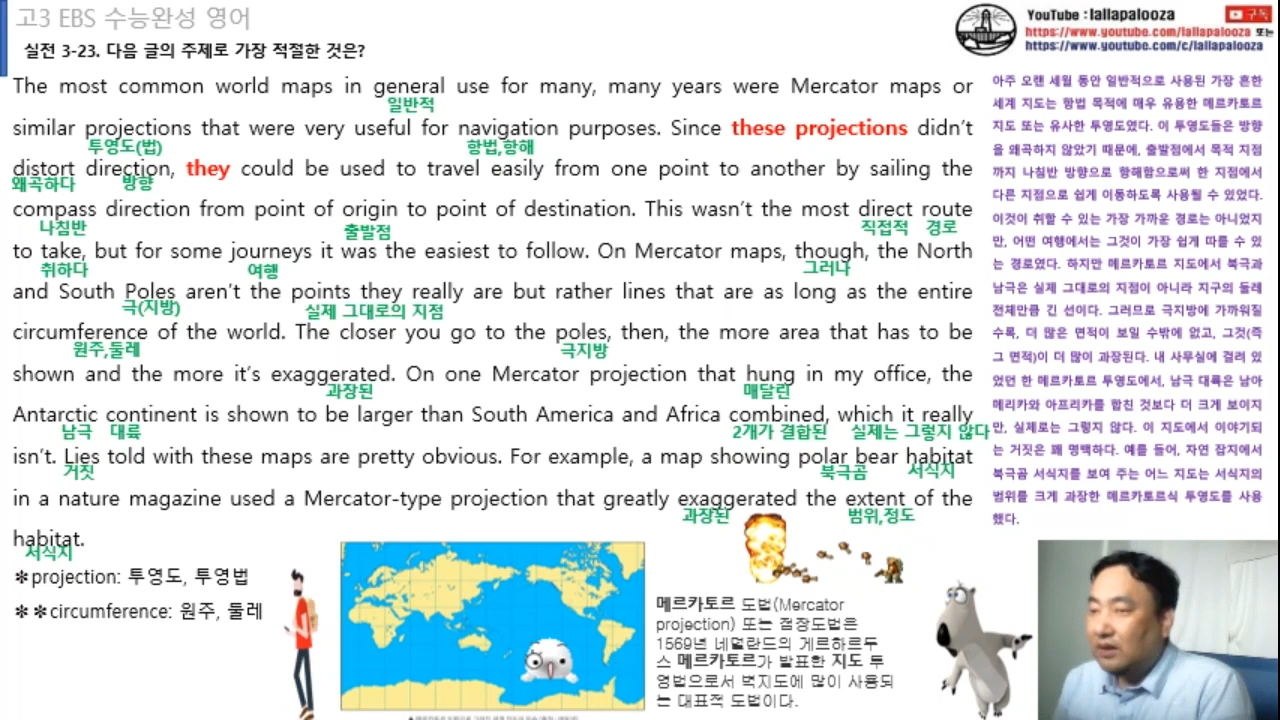 고3 EBS 수능완성 영어
실전 3-23. 다음 글의 주제로 가장 적절한 것은?
YouTube : lallapalooza
구독
https://www.youtube.com/lallapalooza 또는
https://www.youtube.com/c/lallapalooza
The most common world maps in general use for many, many years were Mercator maps or
일반적
similar projections that were very useful for navigation purposes. Since these projections didn't
투영도(법) 항법,항해
distort direction, they could be used to travel easily from one point to another by sailing the
왜곡하다 방향
compass direction from point of origin to point of destination. This wasn't the most direct route
나침반 출발점 직접적 경로
to take, but for some journeys it was the easiest to follow. On Mercator maps, though, the North
취하다 여행 그러나
and South Poles aren't the points they really are but rather lines that are as long as the entire
극(지방) 실제 그대로의 지점
circumference of the world. The closer you go to the poles, then, the more area that has to be
원주,둘레 극지방
shown and the more it's exaggerated. On one Mercator projection that hung in my office, the
과장된 매달린
Antarctic continent is shown to be larger than South America and Africa combined, which it really
남극 대륙 2개가 결합된 실제는 그렇지 않다
isn't. Lies told with these maps are pretty obvious. For example, a map showing polar bear habitat
거짓 북극곰 서식지
in a nature magazine used a Mercator-type projection that greatly exaggerated the extent of the
과장된 범위,정도
habitat.
서식지
✻projection: 투영도, 투영법
✻✻circumference: 원주, 둘레
아주 오랜 세월 동안 일반적으로 사용된 가장 흔한
세계 지도는 항법 목적에 매우 유용한 메르카토르
지도 또는 유사한 투영도였다. 이 투영도들은 방향
을 왜곡하지 않았기 때문에, 출발점에서 목적 지점
까지 나침반 방향으로 항해함으로써 한 지점에서
다른 지점으로 쉽게 이동하도록 사용될 수 있었다.
이것이 취할 수 있는 가장 가까운 경로는 아니었지
만, 어떤 여행에서는 그것이 가장 쉽게 따를 수 있
는 경로였다. 하지만 메르카토르 지도에서 북극과
남극은 실제 그대로의 지점이 아니라 지구의 둘레
전체만큼 긴 선이다. 그러므로 극지방에 가까워질
수록, 더 많은 면적이 보일 수밖에 없고, 그것(즉
그 면적)이 더 많이 과장된다. 내 사무실에 걸려 있
었던 한 메르카토르 투영도에서, 남극 대륙은 남아
메리카와 아프리카를 합친 것보다 더 크게 보이지
만, 실제로는 그렇지 않다. 이 지도에서 이야기되
는 거짓은 꽤 명백하다. 예를 들어, 자연 잡지에서
북극곰 서식지를 보여 주는 어느 지도는 서식지의
범위를 크게 과장한 메르카토르식 투영도를 사용
했다.
메르카토르 도법(Mercator
projection) 또는 점장도법은
1569년 네덜란드의 게르하르두
스 메르카토르가 발표한 지도 투
영법으로서 벽지도에 많이 사용되
는 대표적 도법이다.